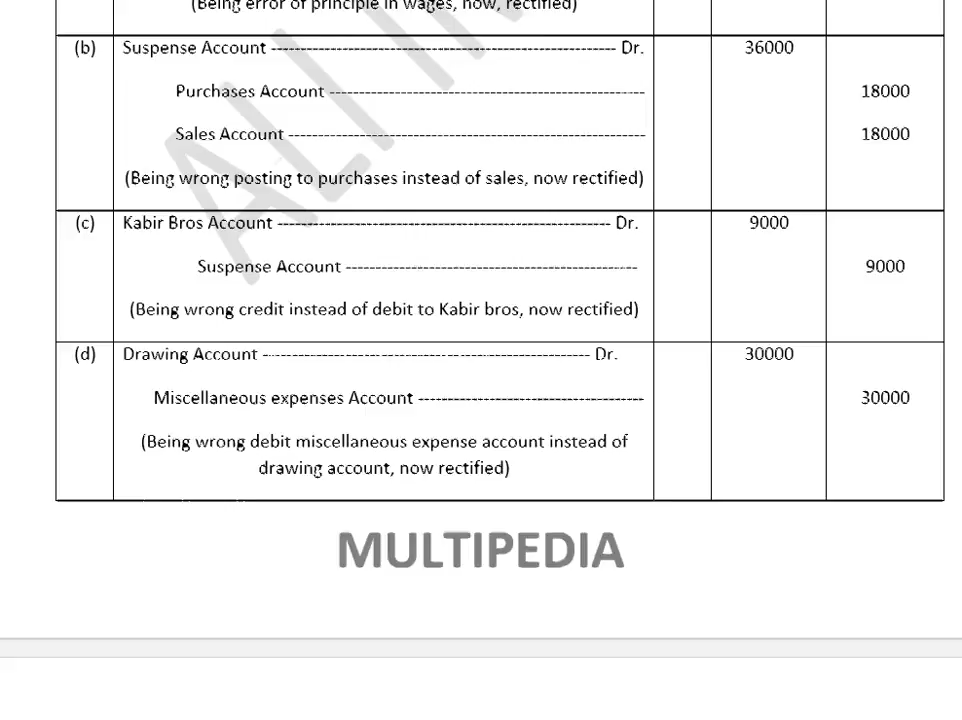 (Being error of principle in wages, now, rectified)
(b) Suspense Account ---------------------------------------------------------- Dr. 36000
Purchases Account ----------------------------------------------------- 18000
Sales Account ------------------------------------------------------------ 18000
(Being wrong posting to purchases instead of sales, now rectified)
(c) Kabir Bros Account -------------------------------------------------------- Dr. 9000
Suspense Account ------------------------------------------------- 9000
(Being wrong credit instead of debit to Kabir bros, now rectified)
(d) Drawing Account ------------------------------------------------------- Dr. 30000
Miscellaneous expenses Account -------------------------------------- 30000
(Being wrong debit miscellaneous expense account instead of
drawing account, now rectified)
MULTIPEDIA